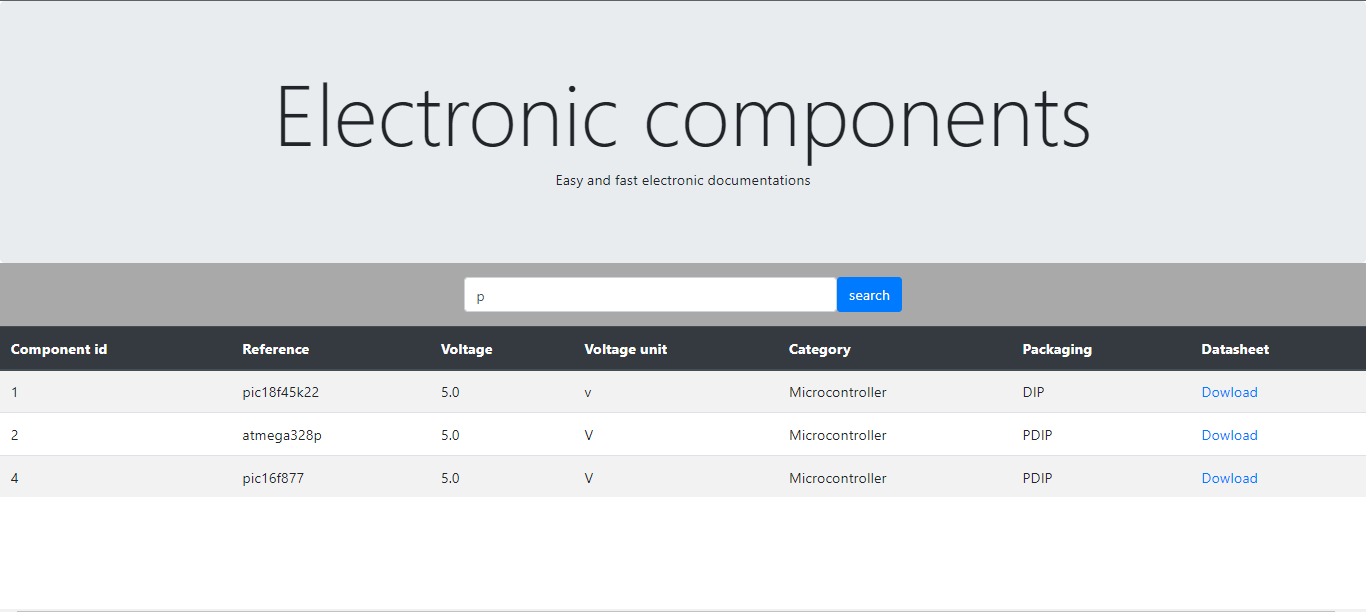 Electronic components
Easy and fast electronic documentations
p search
Component id Reference Voltage Voltage unit Category Packaging Datasheet
1 pic18f45k22 5.0 v Microcontroller DIP Dowload
2 atmega328p 5.0 V Microcontroller PDIP Dowload
4 pic16f877 5.0 V Microcontroller PDIP Dowload